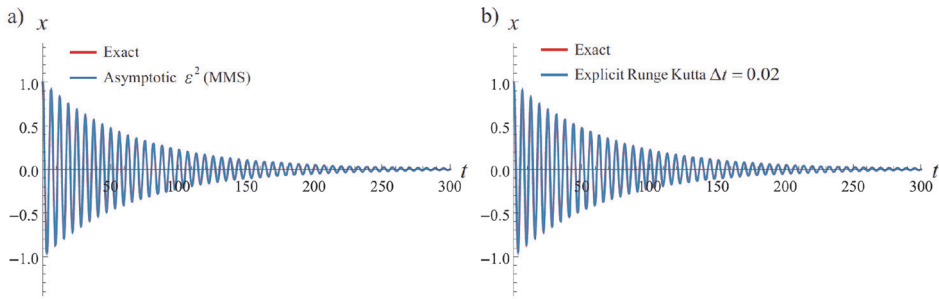 a) x
Exact
Asymptotic ε² (MMS)
1.0
0.5
0.0
−0.5
−1.0
50 100 150 200 250 300 t
b) x
Exact
Explicit Runge Kutta Δt = 0.02
1.0
0.5
0.0
−0.5
−1.0
50 100 150 200 250 300 t